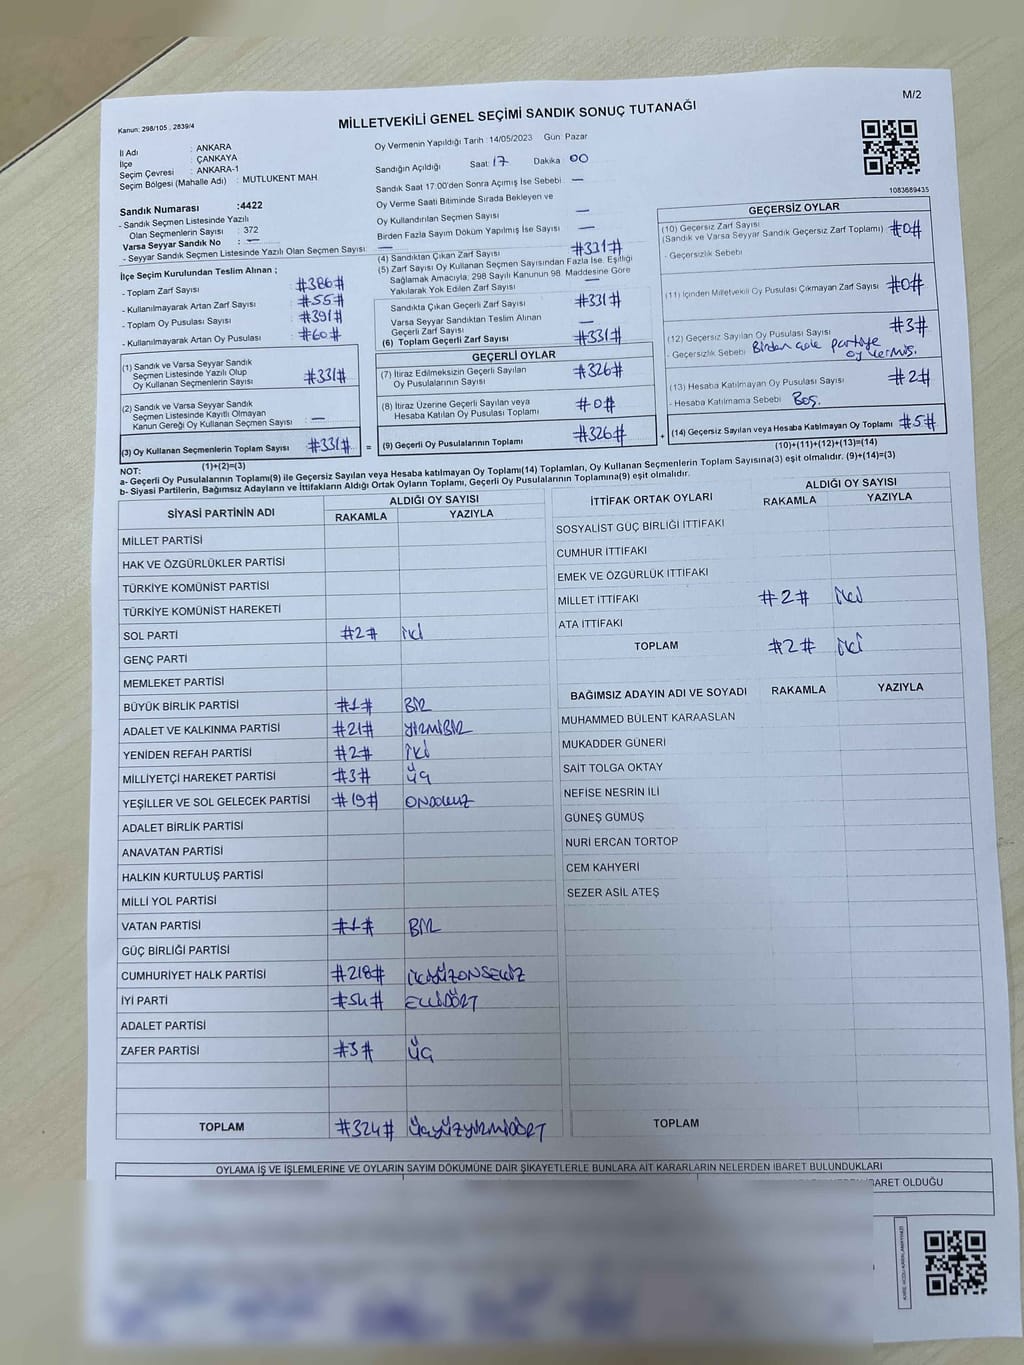 M/2
Kanun: 298/105 , 2839/4
MİLLETVEKİLİ GENEL SEÇİMİ SANDIK SONUÇ TUTANAĞI
İl Adı : ANKARA
İlçe : ÇANKAYA
Seçim Çevresi : ANKARA-1
Seçim Bölgesi (Mahalle Adı) : MUTLUKENT MAH.
Oy Vermenin Yapıldığı Tarih : 14/05/2023 Gün: Pazar
Sandığın Açıldığı Saat: 17 Dakika 00
Sandık Saat 17:00'den Sonra Açımış İse Sebebi —
Oy Verme Saati Bitiminde Sırada Bekleyen ve
Oy Kullandırılan Seçmen Sayısı —
Birden Fazla Sayım Döküm Yapılmış İse Sayısı —
1083689435
Sandık Numarası :4422
- Sandık Seçmen Listesinde Yazılı
Olan Seçmenlerin Sayısı : 372
Varsa Seyyar Sandık No : —
- Seyyar Sandık Seçmen Listesinde Yazılı Olan Seçmen Sayısı: —
İlçe Seçim Kurulundan Teslim Alınan ;
- Toplam Zarf Sayısı : #386#
- Kullanılmayarak Artan Zarf Sayısı : #55#
- Toplam Oy Pusulası Sayısı : #391#
- Kullanılmayarak Artan Oy Pusulası : #60#
(1) Sandık ve Varsa Seyyar Sandık
Seçmen Listesinde Yazılı Olup
Oy Kullanan Seçmenlerin Sayısı : #331#
(2) Sandık ve Varsa Seyyar Sandık
Seçmen Listesinde Kayıtlı Olmayan
Kanun Gereği Oy Kullanan Seçmen Sayısı : —
(3) Oy Kullanan Seçmenlerin Toplam Sayısı : #331# =
(1)+(2)=(3)
(4) Sandıktan Çıkan Zarf Sayısı #331#
(5) Zarf Sayısı Oy Kullanan Seçmen Sayısından Fazla İse, Eşitliği
Sağlamak Amacıyla, 298 Sayılı Kanunun 98. Maddesine Göre
Yakılarak Yok Edilen Zarf Sayısı : —
Sandıkta Çıkan Geçerli Zarf Sayısı : #331#
Varsa Seyyar Sandıktan Teslim Alınan
Geçerli Zarf Sayısı : —
(6) Toplam Geçerli Zarf Sayısı : #331#
GEÇERLİ OYLAR
(7) İtiraz Edilmeksizin Geçerli Sayılan
Oy Pusulalarının Sayısı : #326#
(8) İtiraz Üzerine Geçerli Sayılan veya
Hesaba Katılan Oy Pusulası Toplamı : #0#
(9) Geçerli Oy Pusulalarının Toplamı : #326# +
GEÇERSİZ OYLAR
(10) Geçersiz Zarf Sayısı
(Sandık ve Varsa Seyyar Sandık Geçersiz Zarf Toplamı) : #0#
- Geçersizlik Sebebi
(11) İçinden Milletvekili Oy Pusulası Çıkmayan Zarf Sayısı : #0#
(12) Geçersiz Sayılan Oy Pusulası Sayısı : #3#
- Geçersizlik Sebebi Birden çok partiye
oy vermiş.
(13) Hesaba Katılmayan Oy Pusulası Sayısı : #2#
- Hesaba Katılmama Sebebi Boş.
(14) Geçersiz Sayılan veya Hesaba Katılmayan Oy Toplamı : #5#
(10)+(11)+(12)+(13)=(14)
NOT:
a- Geçerli Oy Pusulalarının Toplamı(9) ile Geçersiz Sayılan veya Hesaba katılmayan Oy Toplamı(14) Toplamları, Oy Kullanan Seçmenlerin Toplam Sayısına(3) eşit olmalıdır. (9)+(14)=(3)
b- Siyasi Partilerin, Bağımsız Adayların ve İttifakların Aldığı Ortak Oyların Toplamı, Geçerli Oy Pusulalarının Toplamına(9) eşit olmalıdır.
SİYASİ PARTİNİN ADI
ALDIĞI OY SAYISI
RAKAMLA YAZIYLA
MİLLET PARTİSİ
HAK VE ÖZGÜRLÜKLER PARTİSİ
TÜRKİYE KOMÜNİST PARTİSİ
TÜRKİYE KOMÜNİST HAREKETİ
SOL PARTİ #2# iki
GENÇ PARTİ
MEMLEKET PARTİSİ
BÜYÜK BİRLİK PARTİSİ #1# BİR
ADALET VE KALKINMA PARTİSİ #21# YİRMİBİR
YENİDEN REFAH PARTİSİ #2# iki
MİLLİYETÇİ HAREKET PARTİSİ #3# üç
YEŞİLLER VE SOL GELECEK PARTİSİ #19# ONDOKUZ
ADALET BİRLİK PARTİSİ
ANAVATAN PARTİSİ
HALKIN KURTULUŞ PARTİSİ
MİLLİ YOL PARTİSİ
VATAN PARTİSİ #1# BİR
GÜÇ BİRLİĞİ PARTİSİ
CUMHURİYET HALK PARTİSİ #218# İKİYÜZONSEKİZ
İYİ PARTİ #54# ELLİDÖRT
ADALET PARTİSİ
ZAFER PARTİSİ #3# üç
TOPLAM #324# üçyüzyirmidört
İTTİFAK ORTAK OYLARI
ALDIĞI OY SAYISI
RAKAMLA YAZIYLA
SOSYALİST GÜÇ BİRLİĞİ İTTİFAKI
CUMHUR İTTİFAKI
EMEK VE ÖZGÜRLÜK İTTİFAKI
MİLLET İTTİFAKI #2# iki
ATA İTTİFAKI
TOPLAM #2# iki
BAĞIMSIZ ADAYIN ADI VE SOYADI RAKAMLA YAZIYLA
MUHAMMED BÜLENT KARAASLAN
MUKADDER GÜNERİ
SAİT TOLGA OKTAY
NEFİSE NESRİN İLİ
GÜNEŞ GÜMÜŞ
NURİ ERCAN TORTOP
CEM KAHYERİ
SEZER ASİL ATEŞ
TOPLAM
OYLAMA İŞ VE İŞLEMLERİNE VE OYLARIN SAYIM DÖKÜMÜNE DAİR ŞİKAYETLERLE BUNLARA AİT KARARLARIN NELERDEN İBARET BULUNDUKLARI
İBARET OLDUĞU